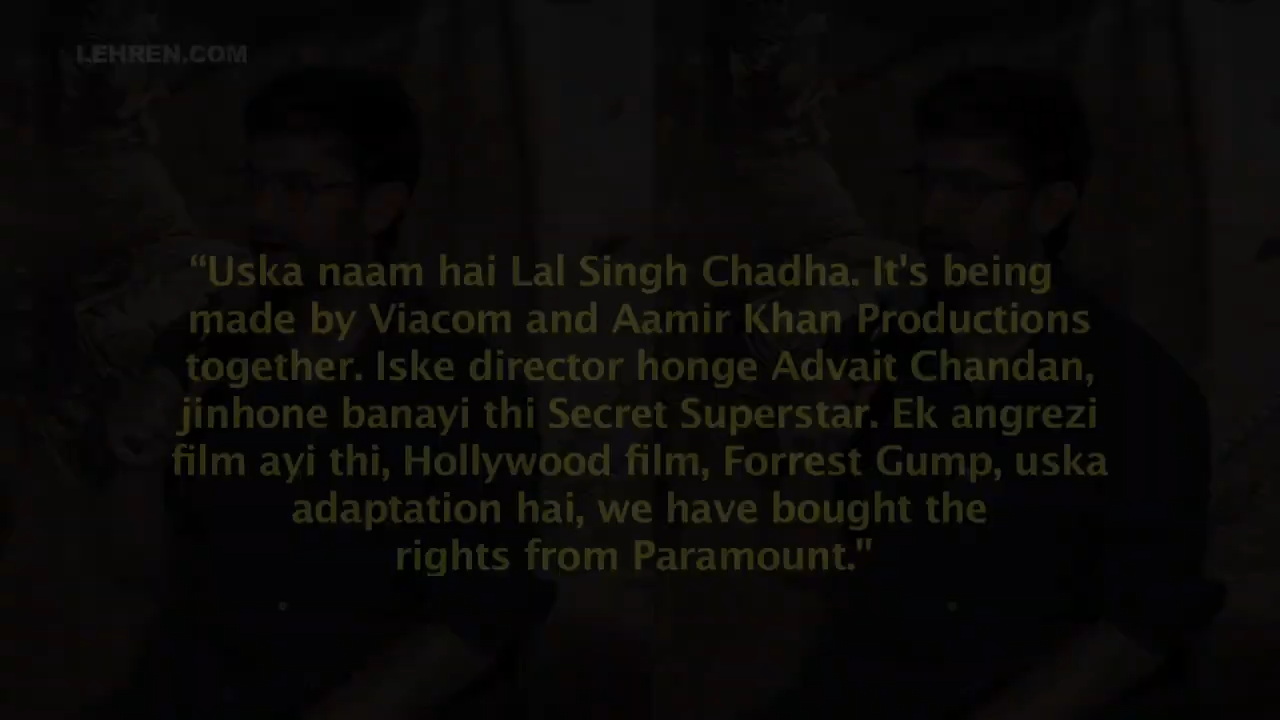 LEHREN.COM
“Uska naam hai Lal Singh Chadha. It's being
made by Viacom and Aamir Khan Productions
together. Iske director honge Advait Chandan,
jinhone banayi thi Secret Superstar. Ek angrezi
film ayi thi, Hollywood film, Forrest Gump, uska
adaptation hai, we have bought the
rights from Paramount."